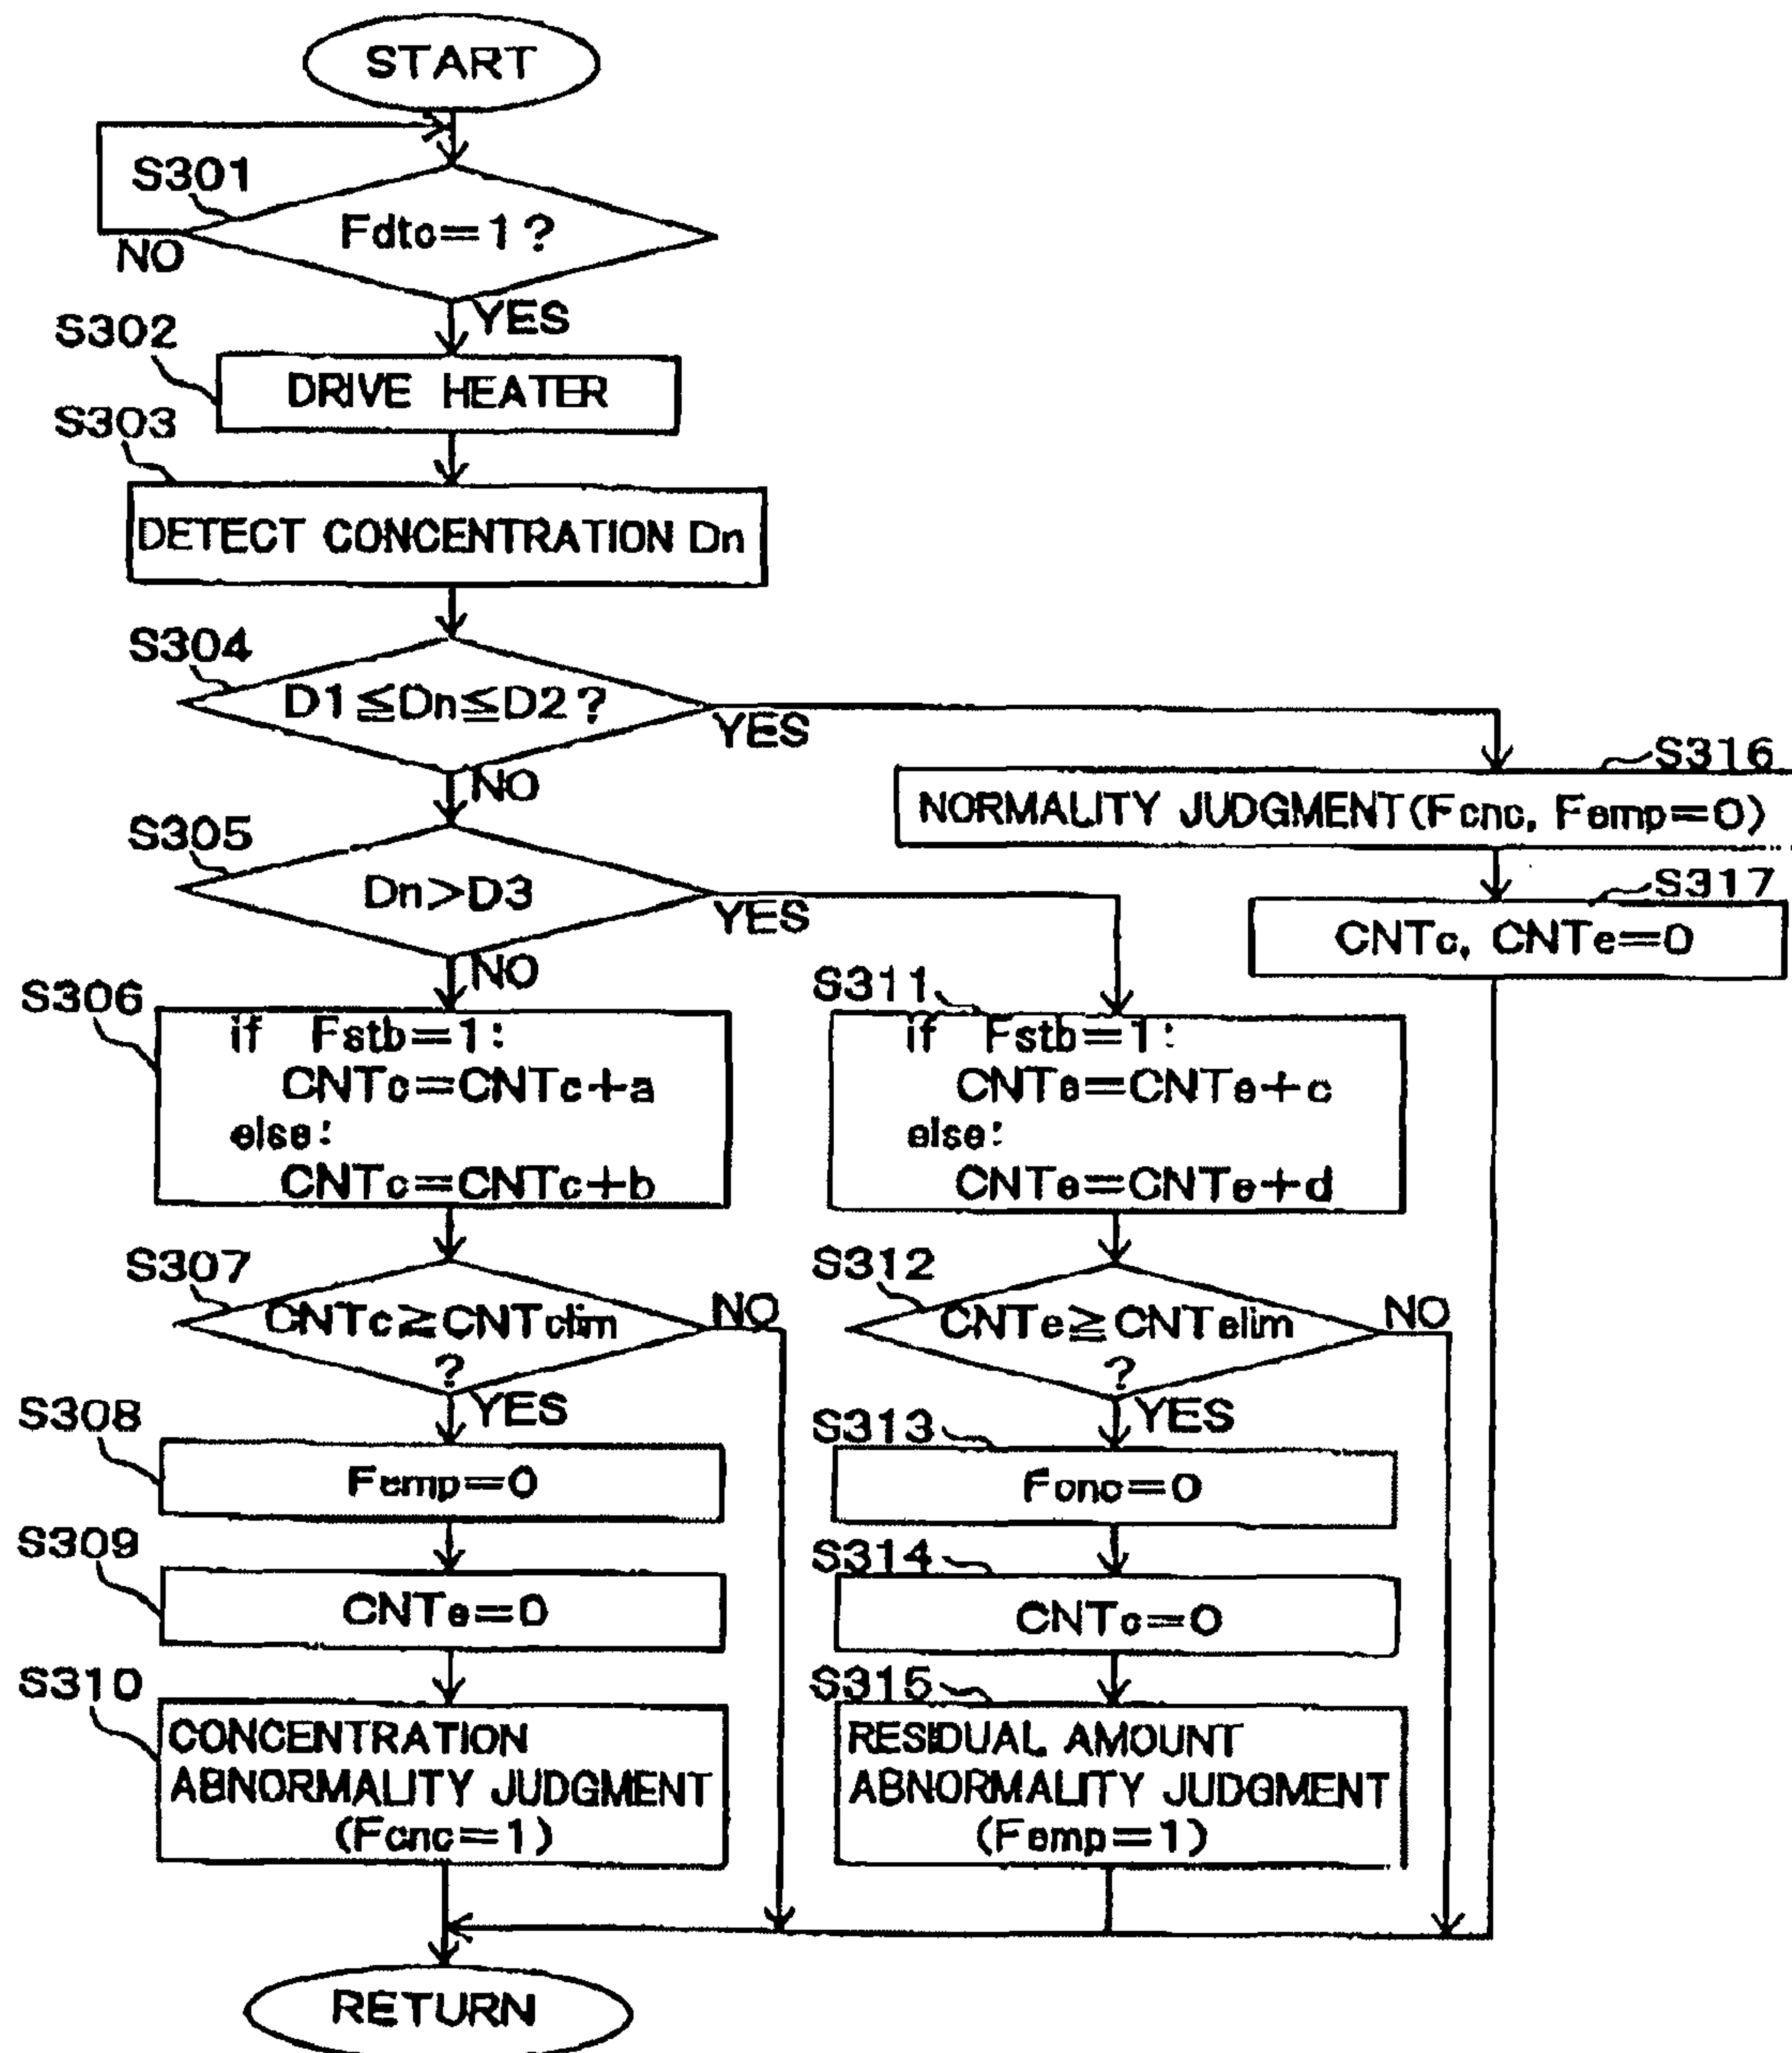 START
S301
Fdtc=1?
NO
YES
S302
DRIVE HEATER
S303
DETECT CONCENTRATION Dn
S304
D1≦Dn≦D2?
YES
NO
S316
NORMALITY JUDGMENT(Fcnc, Femp=0)
S305
Dn>D3
YES
NO
S317
CNTc, CNTe=0
S306
if Fstb=1:
CNTc=CNTc+a
else:
CNTc=CNTc+b
S311
if Fstb=1:
CNTe=CNTe+c
else:
CNTe=CNTe+d
S307
CNTc≧CNTclim
?
NO
YES
S312
CNTe≧CNTelim
?
NO
YES
S308
Femp=0
S313
Fcnc=0
S309
CNTe=0
S314
CNTc=0
S310
CONCENTRATION
ABNORMALITY JUDGMENT
(Fcnc=1)
S315
RESIDUAL AMOUNT
ABNORMALITY JUDGMENT
(Femp=1)
RETURN